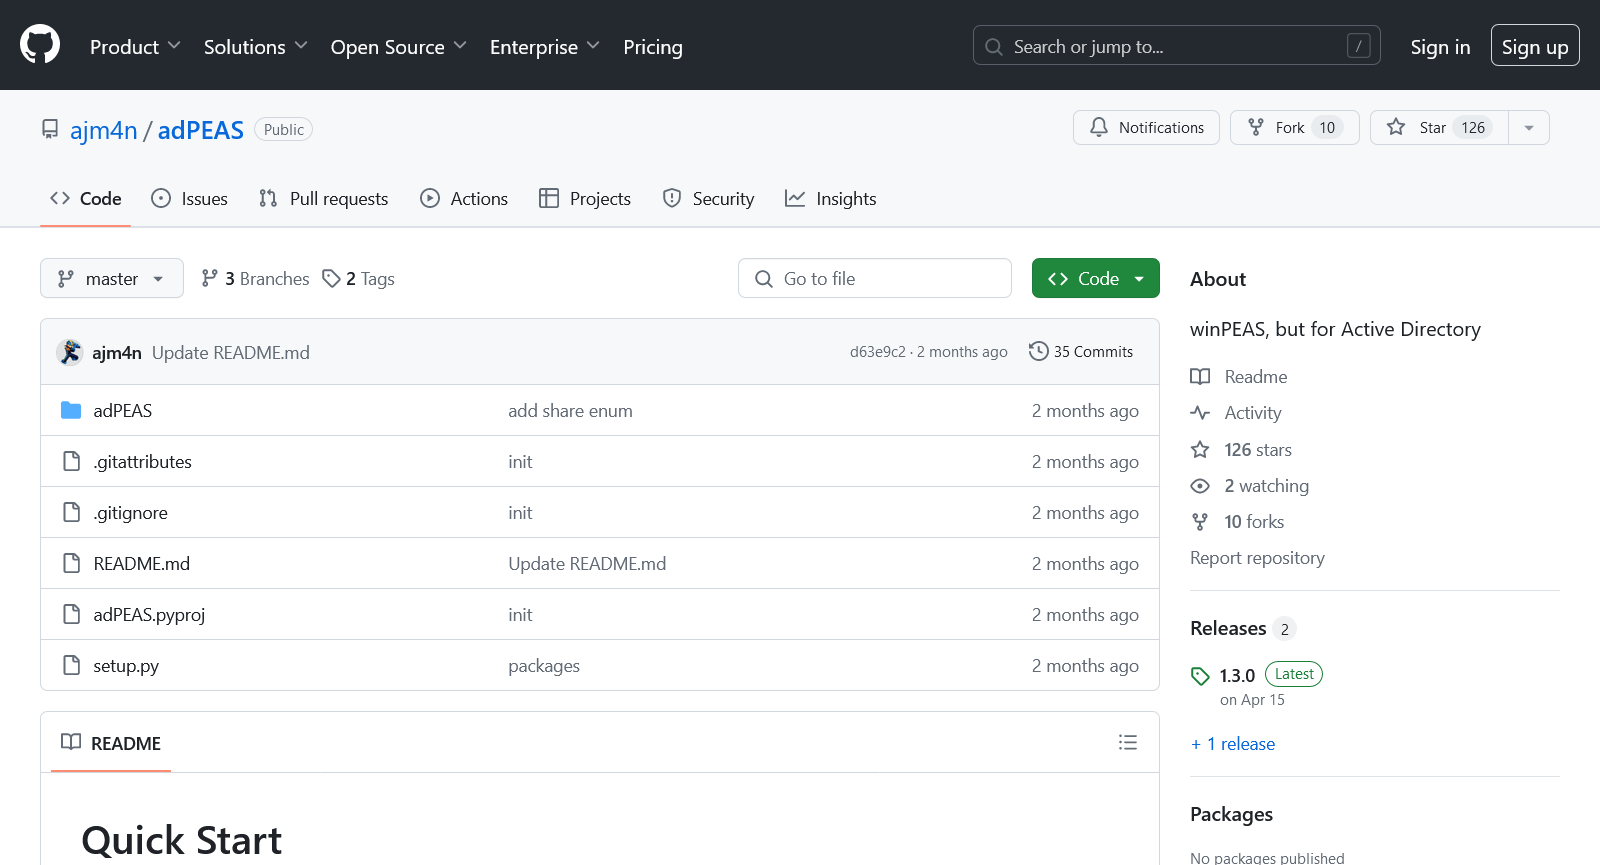 Product Solutions Open Source Enterprise Pricing Search or jump to... / Sign in Sign up
ajm4n / adPEAS Public Notifications Fork 10 Star 126
Code Issues Pull requests Actions Projects Security Insights
master 3 Branches 2 Tags Go to file Code
ajm4n Update README.md d63e9c2 · 2 months ago 35 Commits
adPEAS add share enum 2 months ago
.gitattributes init 2 months ago
.gitignore init 2 months ago
README.md Update README.md 2 months ago
adPEAS.pyproj init 2 months ago
setup.py packages 2 months ago
README
Quick Start
About
winPEAS, but for Active Directory
Readme
Activity
126 stars
2 watching
10 forks
Report repository
Releases 2
1.3.0 Latest
on Apr 15
+ 1 release
Packages
No packages published